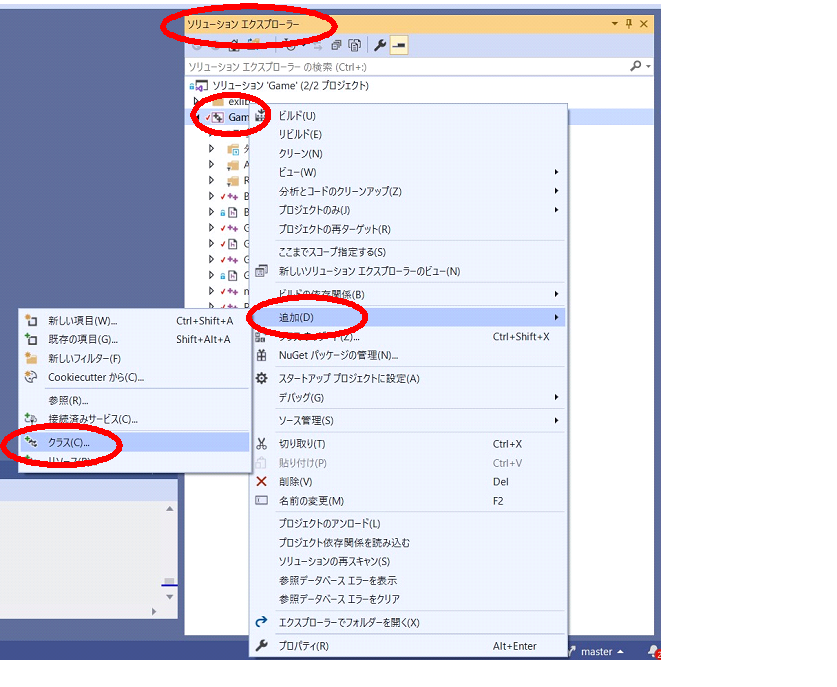 ソリューション エクスプローラー
ソリューション エクスプローラー の検索 (Ctrl+:)
ソリューション 'Game' (2/2 プロジェクト)
exlib
Gam
ビルド(U)
リビルド(E)
クリーン(N)
ビュー(W)
分析とコードのクリーンアップ(Z)
プロジェクトのみ(J)
プロジェクトの再ターゲット(R)
ここまでスコープ指定する(S)
新しいソリューション エクスプローラーのビュー(N)
ビルドの依存関係(B)
追加(D)
Ctrl+Shift+X
NuGet パッケージの管理(N)...
スタートアップ プロジェクトに設定(A)
デバッグ(G)
ソース管理(S)
切り取り(T) Ctrl+X
貼り付け(P) Ctrl+V
削除(V) Del
名前の変更(M) F2
プロジェクトのアンロード(L)
プロジェクト依存関係を読み込む
ソリューションの再スキャン(S)
参照データベース エラーを表示
参照データベース エラーをクリア
エクスプローラーでフォルダーを開く(X)
プロパティ(R) Alt+Enter
新しい項目(W)... Ctrl+Shift+A
既存の項目(G)... Shift+Alt+A
新しいフィルター(F)
Cookiecutter から(C)...
参照(R)...
接続済みサービス(C)...
クラス(C)...
リソース(R)...
master
2